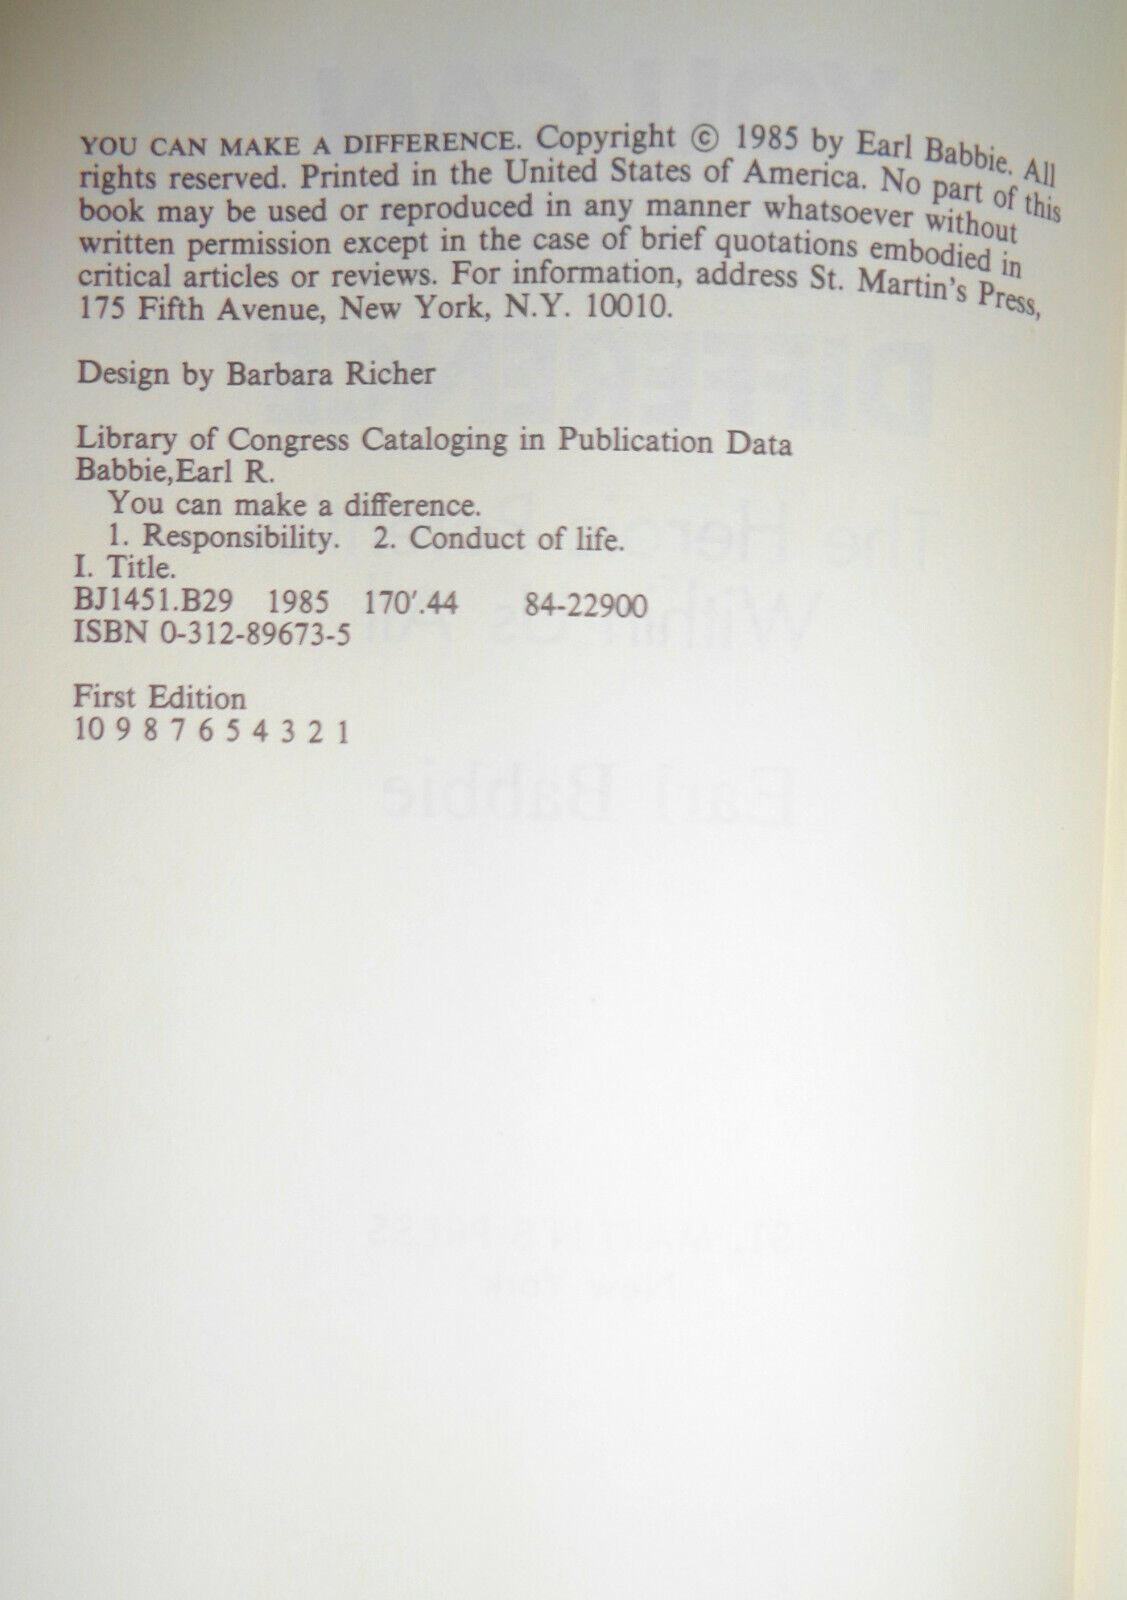 YOU CAN MAKE A DIFFERENCE. Copyright © 1985 by Earl Babbie. All
rights reserved. Printed in the United States of America. No part of this
book may be used or reproduced in any manner whatsoever without
written permission except in the case of brief quotations embodied in
critical articles or reviews. For information, address St. Martin's Press,
175 Fifth Avenue, New York, N.Y. 10010.
Design by Barbara Richer
Library of Congress Cataloging in Publication Data
Babbie,Earl R.
You can make a difference.
1. Responsibility. 2. Conduct of life.
I. Title.
BJ1451.B29 1985 170'.44 84-22900
ISBN 0-312-89673-5
First Edition
10 9 8 7 6 5 4 3 2 1